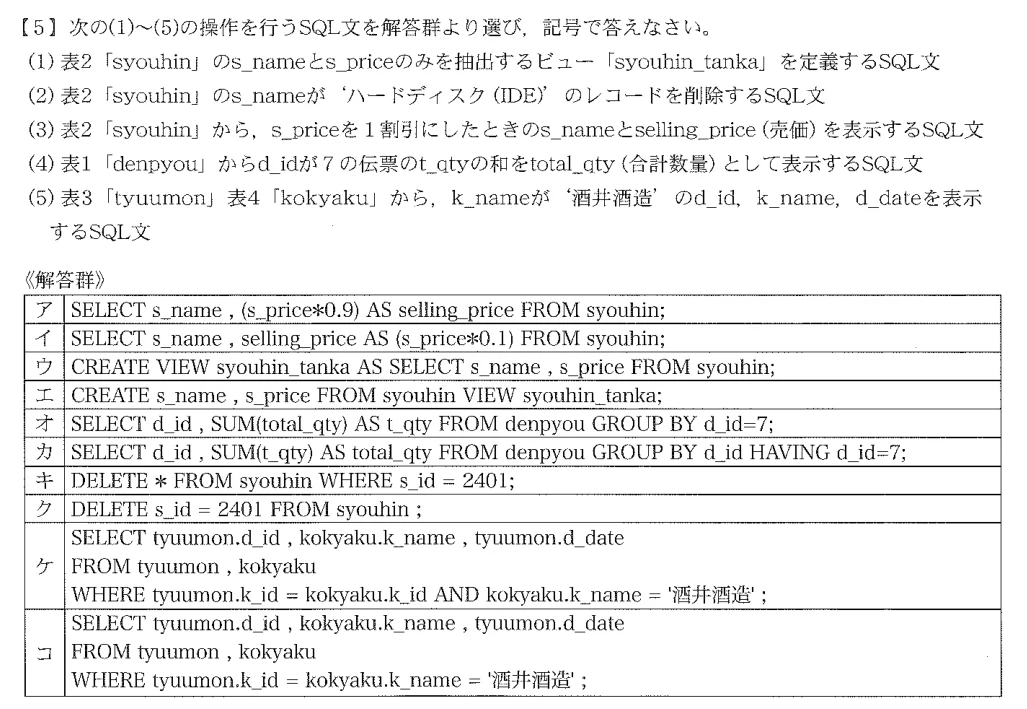 【５】次の(1)～(5)の操作を行うSQL文を解答群より選び，記号で答えなさい。
(1) 表2「syouhin」のs_nameとs_priceのみを抽出するビュー「syouhin_tanka」を定義するSQL文
(2) 表2「syouhin」のs_nameが‘ハードディスク(IDE)’のレコードを削除するSQL文
(3) 表2「syouhin」から，s_priceを１割引にしたときのs_nameとselling_price (売価) を表示するSQL文
(4) 表1「denpyou」からd_idが７の伝票のt_qtyの和をtotal_qty (合計数量) として表示するSQL文
(5) 表3「tyuumon」表4「kokyaku」から，k_nameが‘酒井酒造’のd_id，k_name，d_dateを表示
するSQL文
《解答群》
ア SELECT s_name , (s_price*0.9) AS selling_price FROM syouhin;
イ SELECT s_name , selling_price AS (s_price*0.1) FROM syouhin;
ウ CREATE VIEW syouhin_tanka AS SELECT s_name , s_price FROM syouhin;
エ CREATE s_name , s_price FROM syouhin VIEW syouhin_tanka;
オ SELECT d_id , SUM(total_qty) AS t_qty FROM denpyou GROUP BY d_id=7;
カ SELECT d_id , SUM(t_qty) AS total_qty FROM denpyou GROUP BY d_id HAVING d_id=7;
キ DELETE * FROM syouhin WHERE s_id = 2401;
ク DELETE s_id = 2401 FROM syouhin ;
SELECT tyuumon.d_id , kokyaku.k_name , tyuumon.d_date
ケ FROM tyuumon , kokyaku
WHERE tyuumon.k_id = kokyaku.k_id AND kokyaku.k_name = '酒井酒造' ;
SELECT tyuumon.d_id , kokyaku.k_name , tyuumon.d_date
コ FROM tyuumon , kokyaku
WHERE tyuumon.k_id = kokyaku.k_name = '酒井酒造' ;